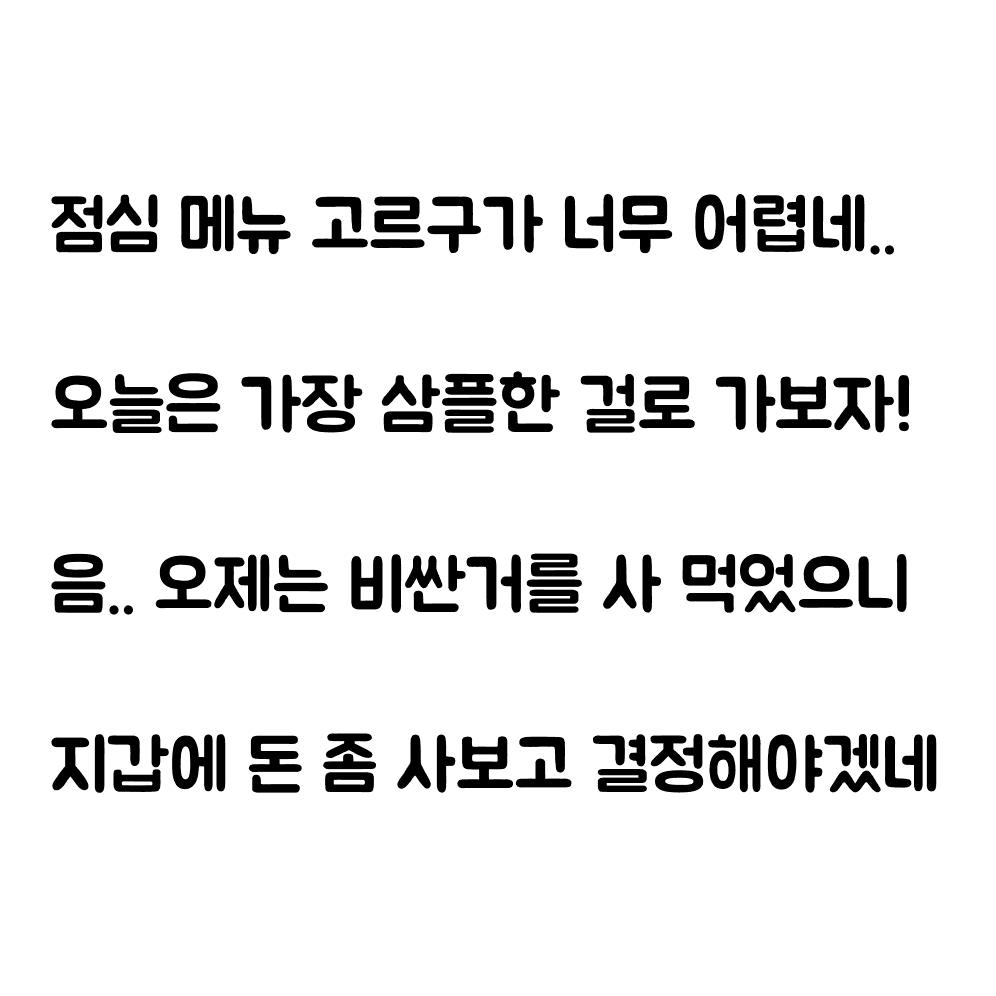 점심 메뉴 고르구가 너무 어렵네..
오늘은 가장 삼플한 걸로 가보자!
음.. 오제는 비싼거를 사 먹었으니
지갑에 돈 좀 사보고 결정해야겠네